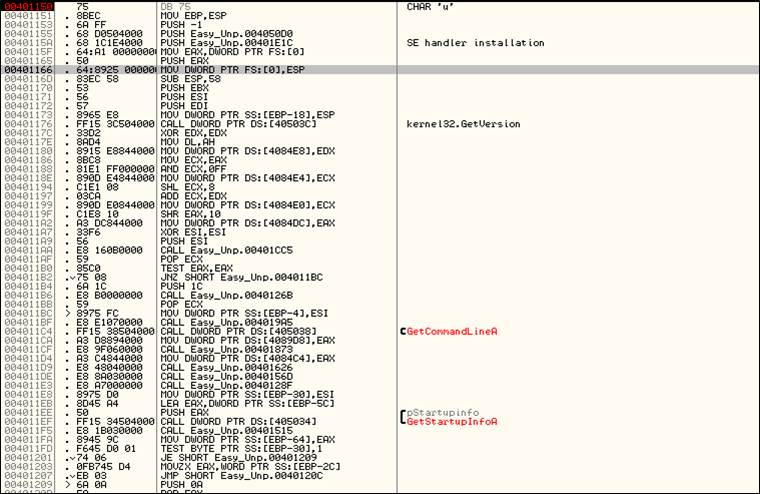 00401150 75 DB 75 CHAR 'u'
00401151 . 8BEC MOV EBP,ESP
00401153 . 6A FF PUSH -1
00401155 . 68 D0504000 PUSH Easy_Unp.004050D0
0040115A . 68 1C1E4000 PUSH Easy_Unp.00401E1C SE handler installation
0040115F . 64:A1 00000000 MOV EAX,DWORD PTR FS:[0]
00401165 . 50 PUSH EAX
00401166 . 64:8925 000000 MOV DWORD PTR FS:[0],ESP
0040116D . 83EC 58 SUB ESP,58
00401170 . 53 PUSH EBX
00401171 . 56 PUSH ESI
00401172 . 57 PUSH EDI
00401173 . 8965 E8 MOV DWORD PTR SS:[EBP-18],ESP
00401176 . FF15 3C504000 CALL DWORD PTR DS:[40503C] kernel32.GetVersion
0040117C . 33D2 XOR EDX,EDX
0040117E . 8AD4 MOV DL,AH
00401180 . 8915 E8844000 MOV DWORD PTR DS:[4084E8],EDX
00401186 . 8BC8 MOV ECX,EAX
00401188 . 81E1 FF000000 AND ECX,0FF
0040118E . 890D E4844000 MOV DWORD PTR DS:[4084E4],ECX
00401194 . C1E1 08 SHL ECX,8
00401197 . 03CA ADD ECX,EDX
00401199 . 890D E0844000 MOV DWORD PTR DS:[4084E0],ECX
0040119F . C1E8 10 SHR EAX,10
004011A2 . A3 DC844000 MOV DWORD PTR DS:[4084DC],EAX
004011A7 . 33F6 XOR ESI,ESI
004011A9 . 56 PUSH ESI
004011AA . E8 160B0000 CALL Easy_Unp.00401CC5
004011AF . 59 POP ECX
004011B0 . 85C0 TEST EAX,EAX
004011B2 . 75 08 JNZ SHORT Easy_Unp.004011BC
004011B4 . 6A 1C PUSH 1C
004011B6 . E8 B0000000 CALL Easy_Unp.0040126B
004011BB . 59 POP ECX
004011BC > 8975 FC MOV DWORD PTR SS:[EBP-4],ESI
004011BF . E8 E1070000 CALL Easy_Unp.004019A5
004011C4 . FF15 38504000 CALL DWORD PTR DS:[405038] GetCommandLineA
004011CA . A3 D8894000 MOV DWORD PTR DS:[4089D8],EAX
004011CF . E8 9F060000 CALL Easy_Unp.00401873
004011D4 . A3 C4844000 MOV DWORD PTR DS:[4084C4],EAX
004011D9 . E8 48040000 CALL Easy_Unp.00401626
004011DE . E8 8A030000 CALL Easy_Unp.0040156D
004011E3 . E8 A7000000 CALL Easy_Unp.0040128F
004011E8 . 8975 D0 MOV DWORD PTR SS:[EBP-30],ESI
004011EB . 8D45 A4 LEA EAX,DWORD PTR SS:[EBP-5C]
004011EE . 50 PUSH EAX pStartupinfo
004011EF . FF15 34504000 CALL DWORD PTR DS:[405034] GetStartupInfoA
004011F5 . E8 1B030000 CALL Easy_Unp.00401515
004011FA . 8945 9C MOV DWORD PTR SS:[EBP-64],EAX
004011FD . F645 D0 01 TEST BYTE PTR SS:[EBP-30],1
00401201 . 74 06 JE SHORT Easy_Unp.00401209
00401203 . 0FB745 D4 MOVZX EAX,WORD PTR SS:[EBP-2C]
00401207 . EB 03 JMP SHORT Easy_Unp.0040120C
00401209 > 6A 0A PUSH 0A